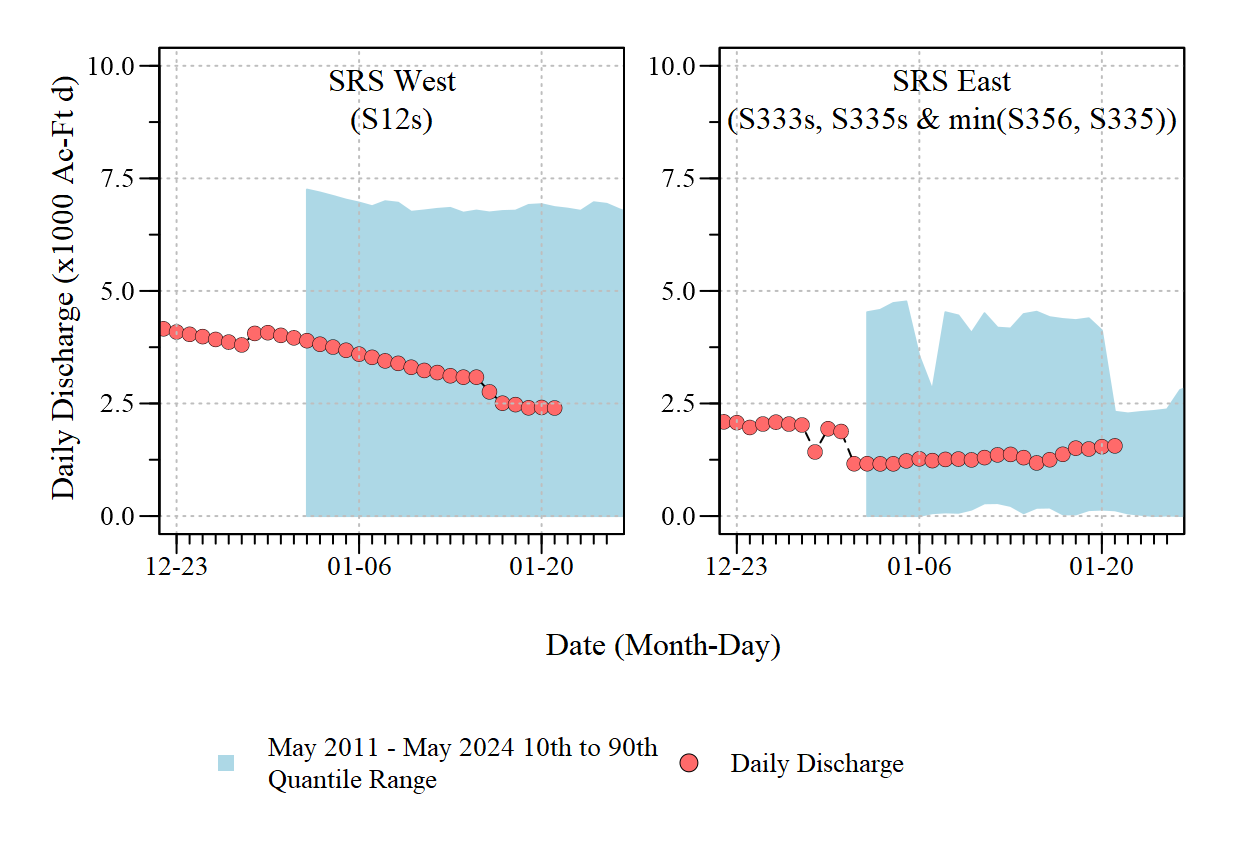 SRS West
(S12s)
SRS East
(S333s, S335s & min(S356, S335))
Daily Discharge (x1000 Ac-Ft d)
10.0
7.5
5.0
2.5
0.0
12-23
01-06
01-20
10.0
7.5
5.0
2.5
0.0
12-23
01-06
01-20
Date (Month-Day)
May 2011 - May 2024 10th to 90th
Quantile Range
Daily Discharge